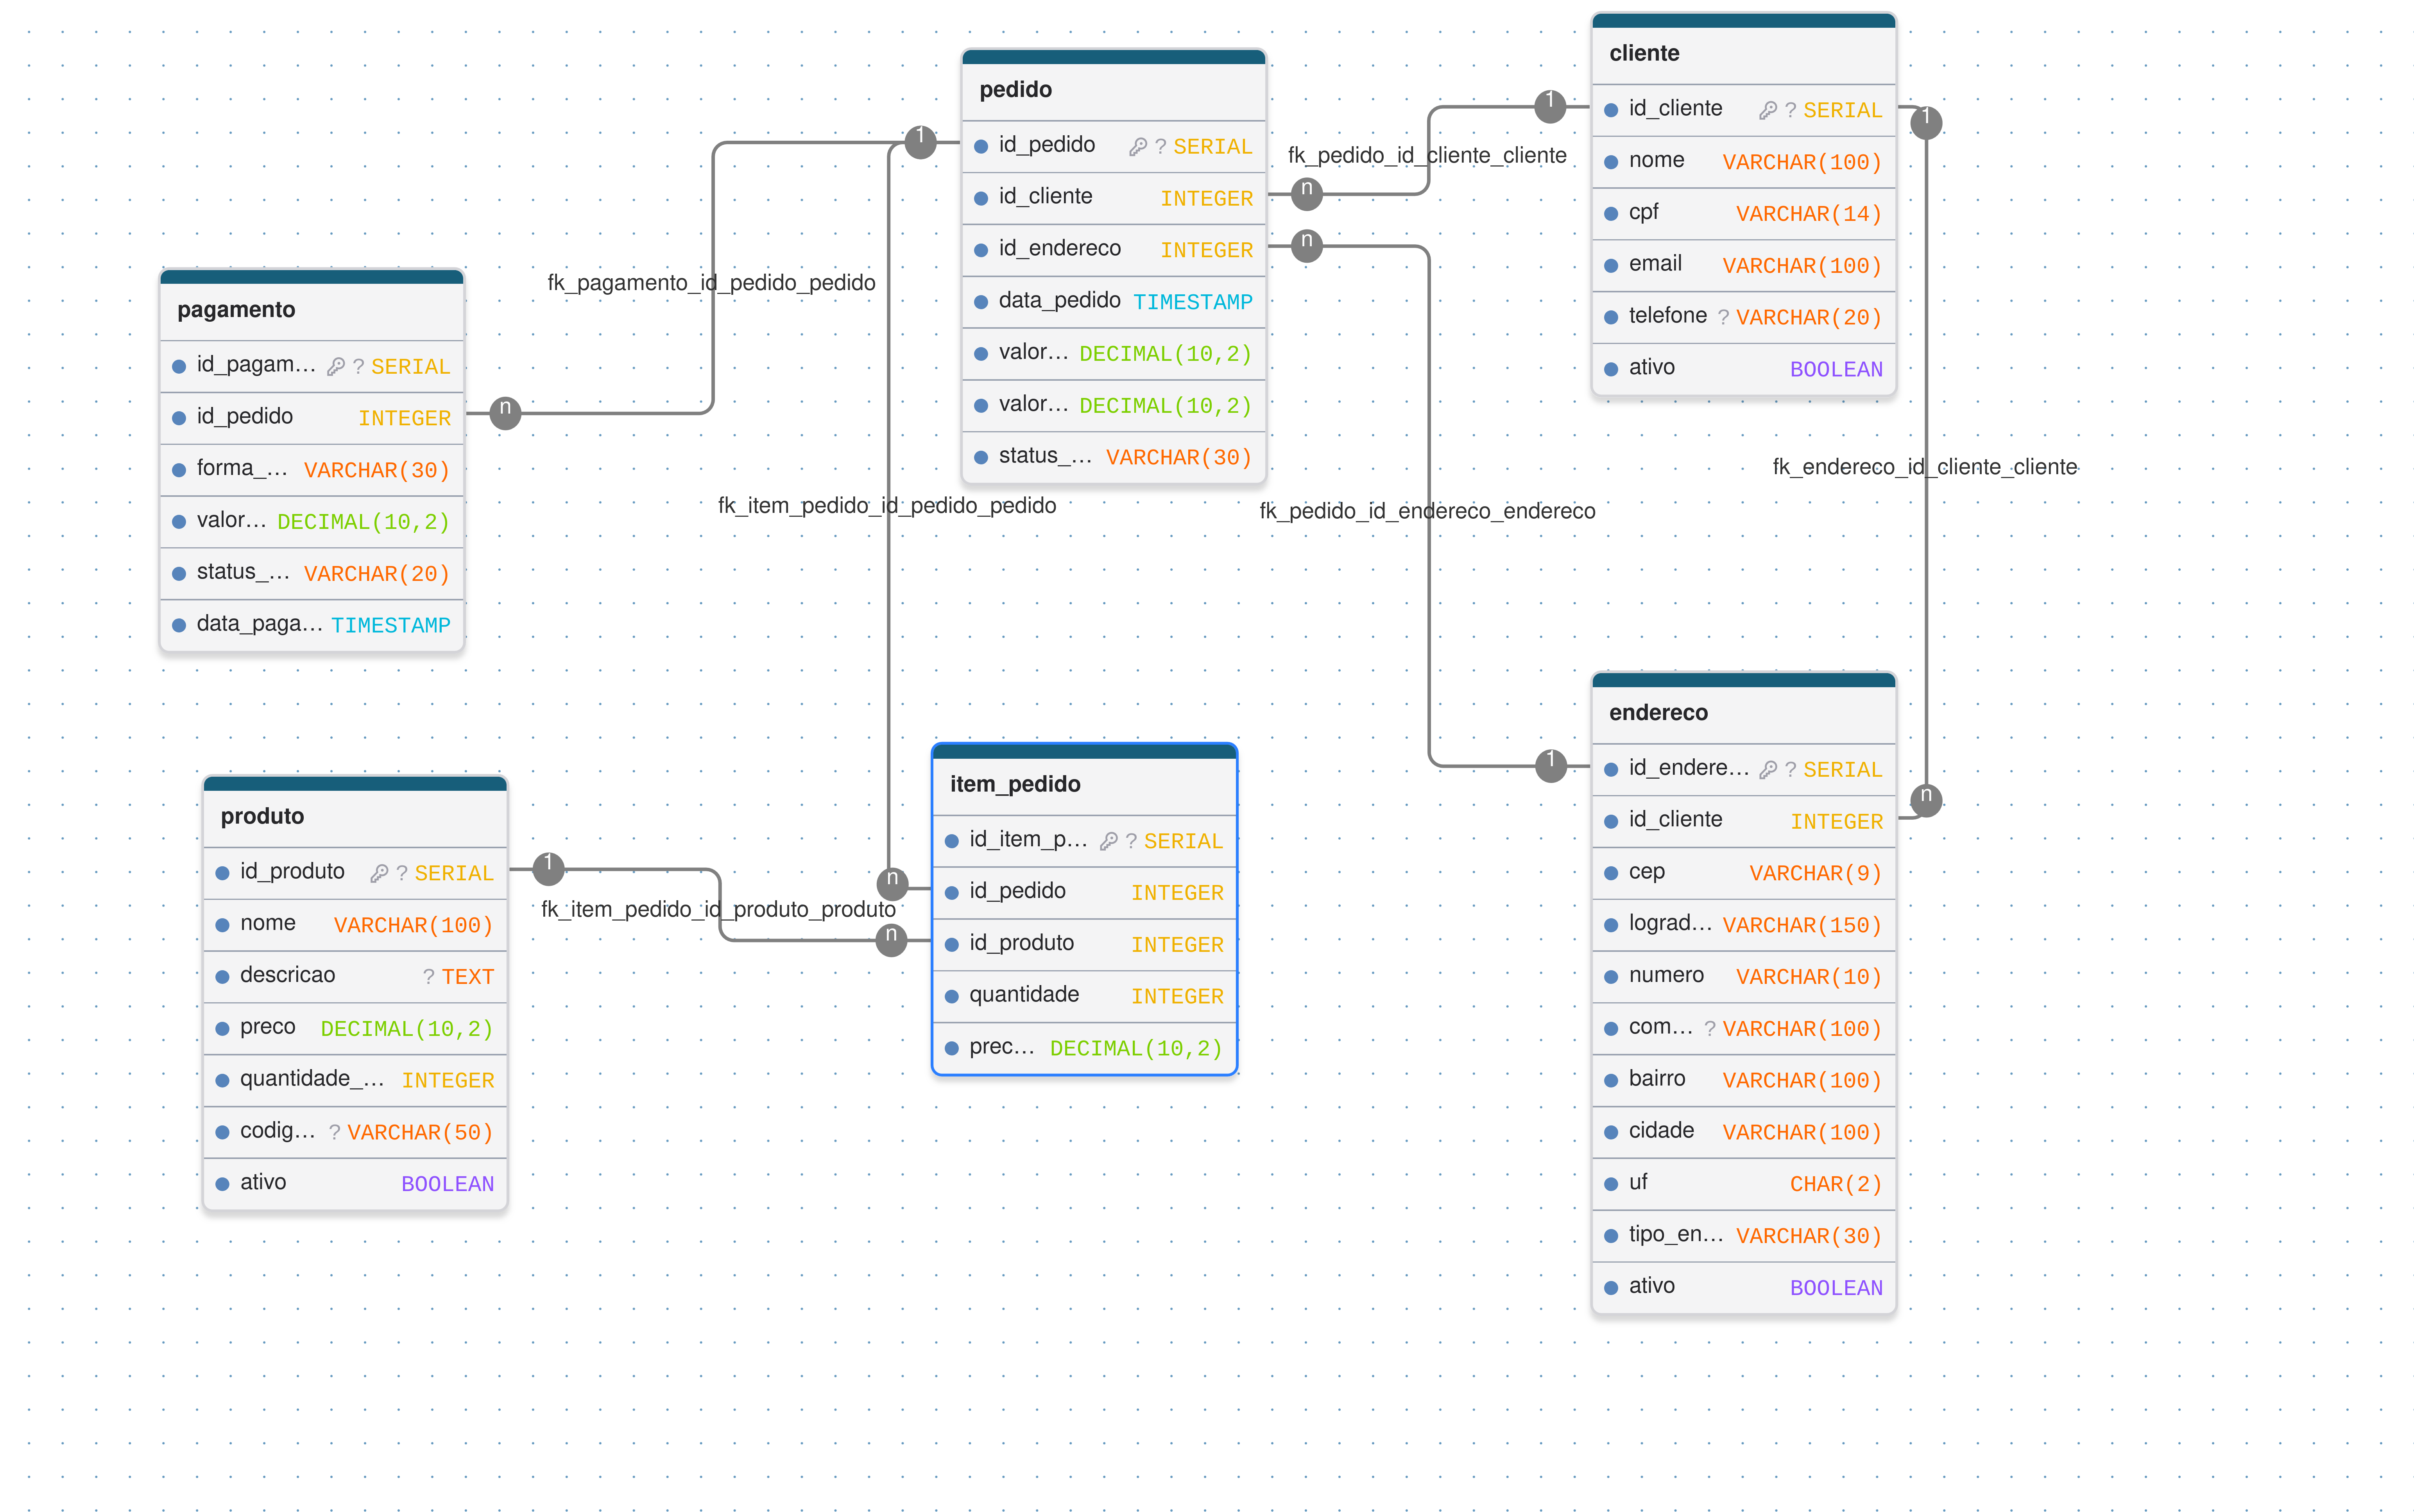 cliente
id_cliente ? SERIAL
nome VARCHAR(100)
cpf VARCHAR(14)
email VARCHAR(100)
telefone ? VARCHAR(20)
ativo BOOLEAN
pedido
id_pedido ? SERIAL
id_cliente INTEGER
id_endereco INTEGER
data_pedido TIMESTAMP
valor... DECIMAL(10,2)
valor... DECIMAL(10,2)
status_... VARCHAR(30)
1
n
fk_pedido_id_cliente_cliente
1
n
fk_pedido_id_endereco_endereco
1
1
n
fk_endereco_id_cliente_cliente
pagamento
id_pagam... ? SERIAL
id_pedido INTEGER
forma_... VARCHAR(30)
valor... DECIMAL(10,2)
status_... VARCHAR(20)
data_paga... TIMESTAMP
n
1
fk_pagamento_id_pedido_pedido
fk_item_pedido_id_pedido_pedido
n
endereco
id_endere... ? SERIAL
id_cliente INTEGER
cep VARCHAR(9)
lograd... VARCHAR(150)
numero VARCHAR(10)
com... ? VARCHAR(100)
bairro VARCHAR(100)
cidade VARCHAR(100)
uf CHAR(2)
tipo_en... VARCHAR(30)
ativo BOOLEAN
item_pedido
id_item_p... ? SERIAL
id_pedido INTEGER
id_produto INTEGER
quantidade INTEGER
prec... DECIMAL(10,2)
produto
id_produto ? SERIAL
nome VARCHAR(100)
descricao ? TEXT
preco DECIMAL(10,2)
quantidade_... INTEGER
codig... ? VARCHAR(50)
ativo BOOLEAN
1
fk_item_pedido_id_produto_produto
n